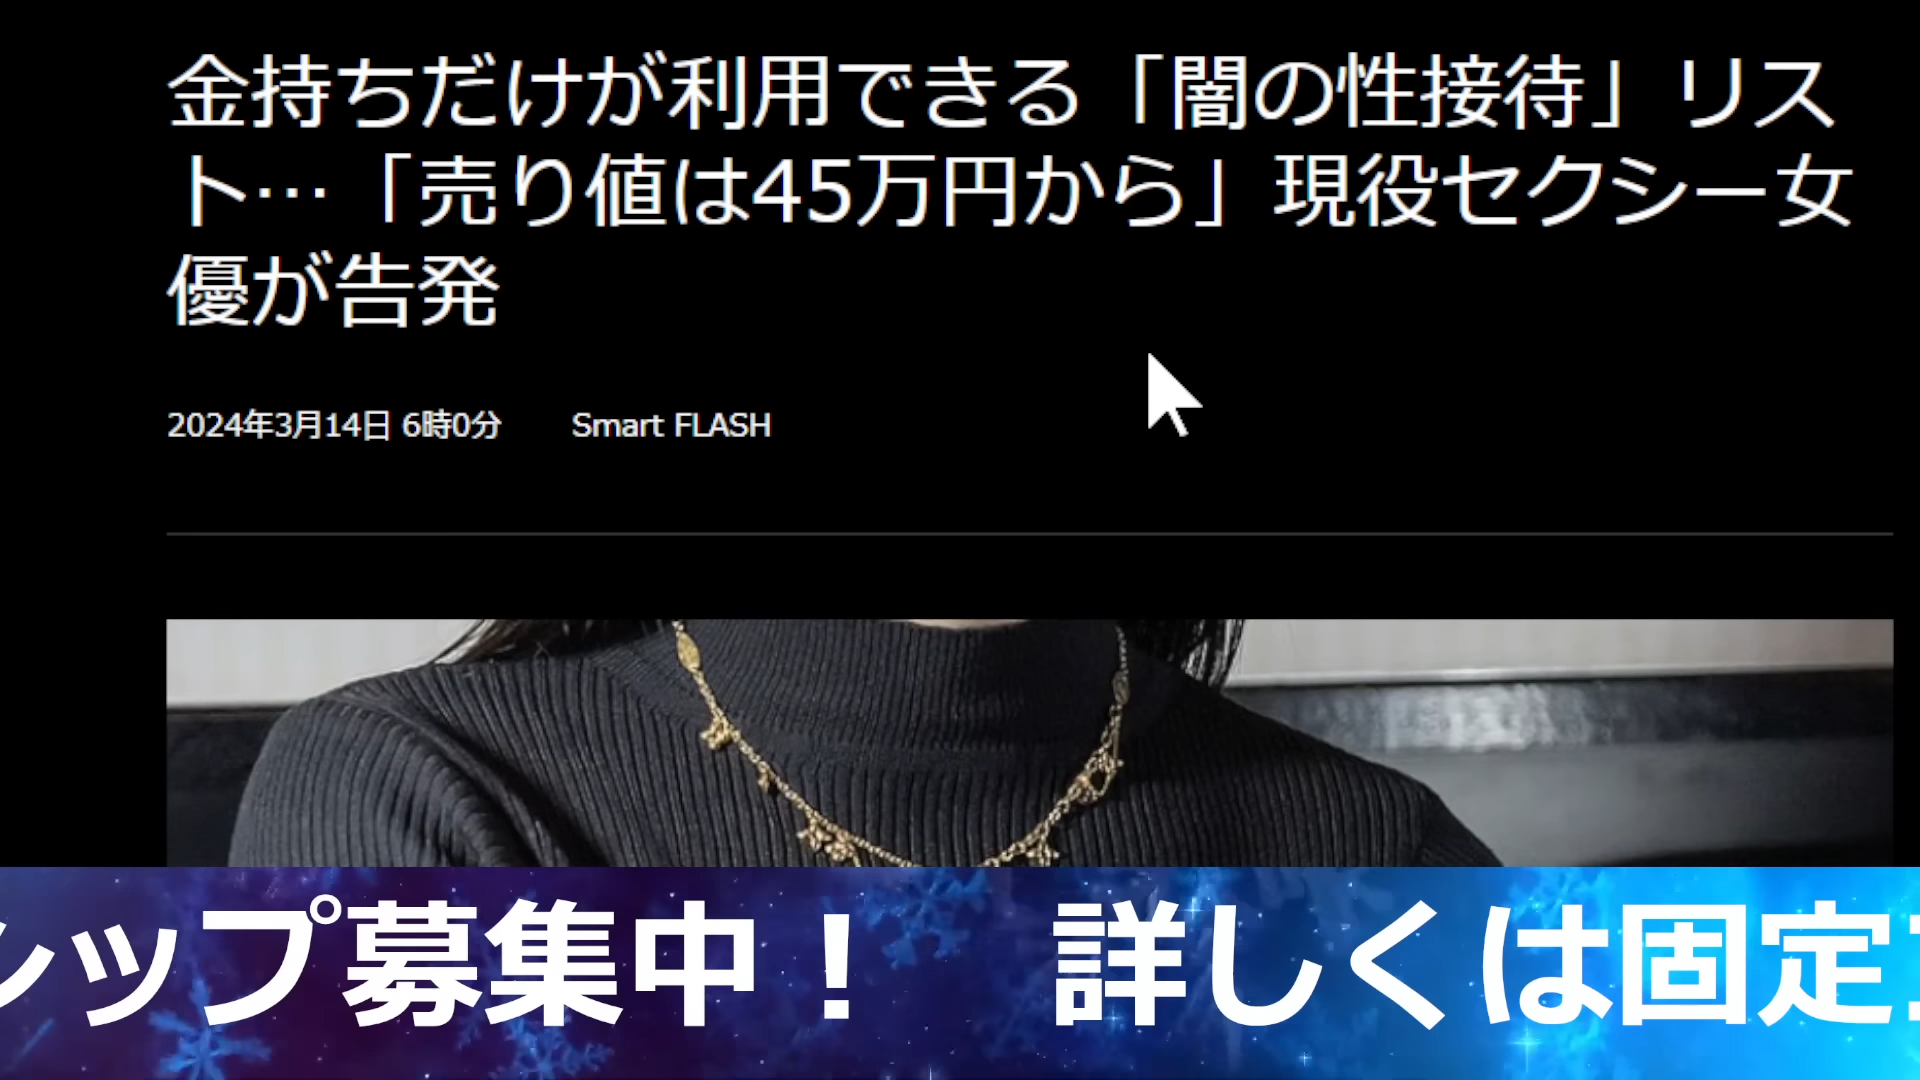 金持ちだけが利用できる「闇の性接待」リス
ト…「売り値は45万円から」現役セクシー女
優が告発
2024年3月14日 6時0分 Smart FLASH
シップ募集中！ 詳しくは固定コ